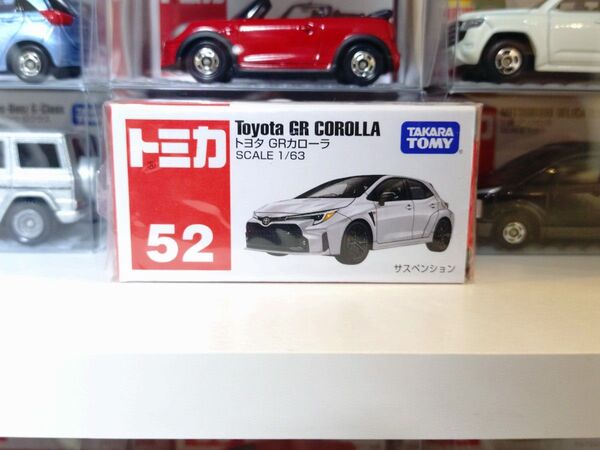 トミカ
52
Toyota GR COROLLA
トヨタ GRカローラ
SCALE 1/63
TAKARA
TOMY
サスペンション